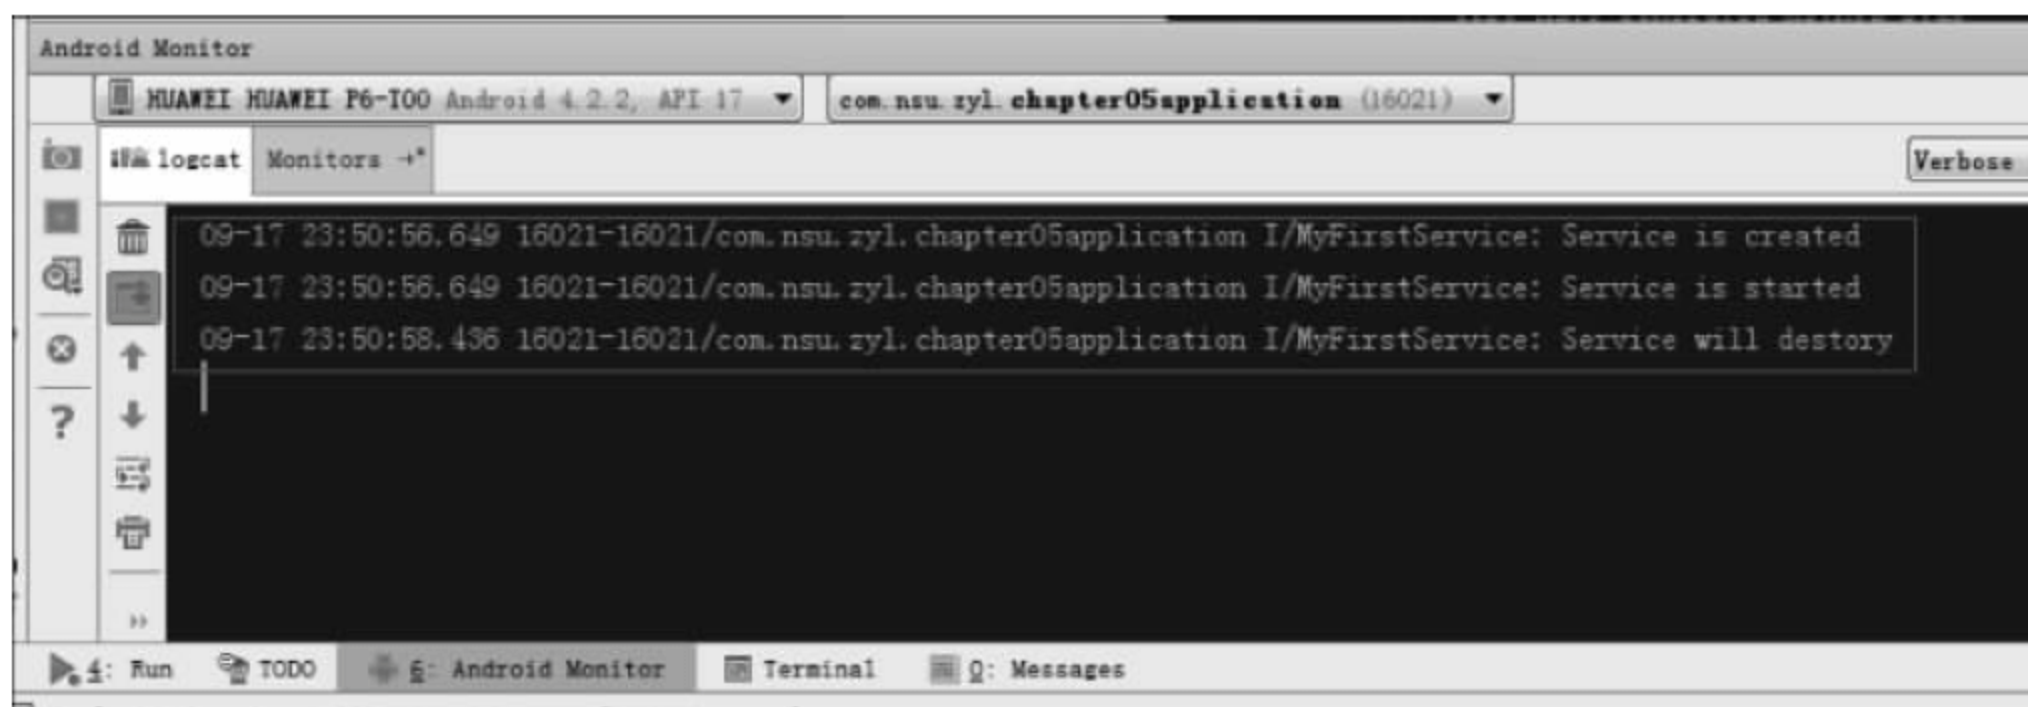 Android Monitor
HUAWEI HUAWEI P6-T00 Android 4.2.2, API 17
com.nsu.zyl.chapter05application (16021)
logcat
Monitors
Verbose
09-17 23:50:56.649 16021-16021/com.nsu.zyl.chapter05application I/MyFirstService: Service is created
09-17 23:50:56.649 16021-16021/com.nsu.zyl.chapter05application I/MyFirstService: Service is started
09-17 23:50:58.436 16021-16021/com.nsu.zyl.chapter05application I/MyFirstService: Service will destory
4: Run
TODO
6: Android Monitor
Terminal
0: Messages